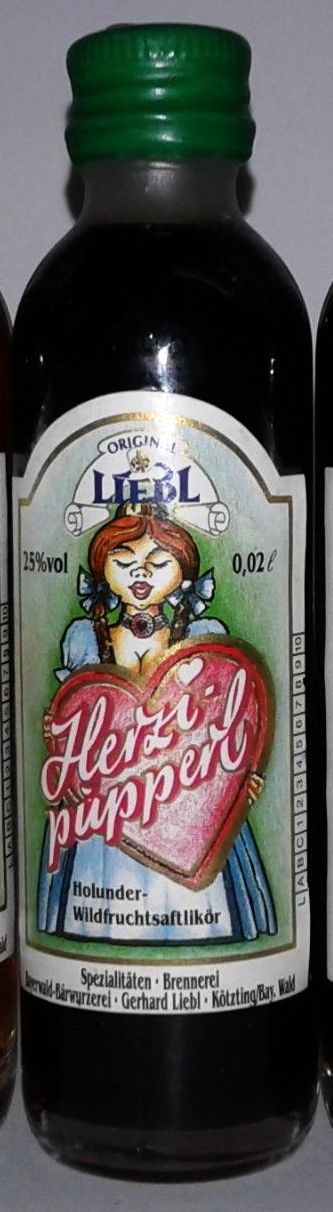 ORIGINAL
LIEBL
25%vol
0,02 ℓ
Herzi-
pupperl
Holunder-
Wildfruchtsaftlikör
Spezialitäten · Brennerei
Bayerwald-Bärwurzerei · Gerhard Liebl · Kötzting/Bay. Wald
L A B C 1 2 3 4 5 6 7 8 9 10